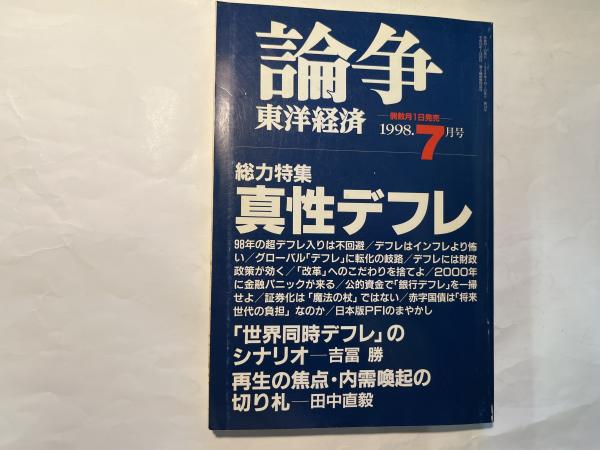 論争
東洋経済
偶数月1日発売
1998.7月号
総力特集
真性デフレ
98年の超デフレ入りは不回避/デフレはインフレより怖
い/グローバル「デフレ」に転化の岐路/デフレには財政
政策が効く/「改革」へのこだわりを捨てよ/2000年
に金融パニックが来る/公的資金で「銀行デフレ」を一掃
せよ/証券化は「魔法の杖」ではない/赤字国債は「将来
世代の負担」なのか/日本版PFIのまやかし
「世界同時デフレ」の
シナリオ─吉冨 勝
再生の焦点・内需喚起の
切り札─田中直毅